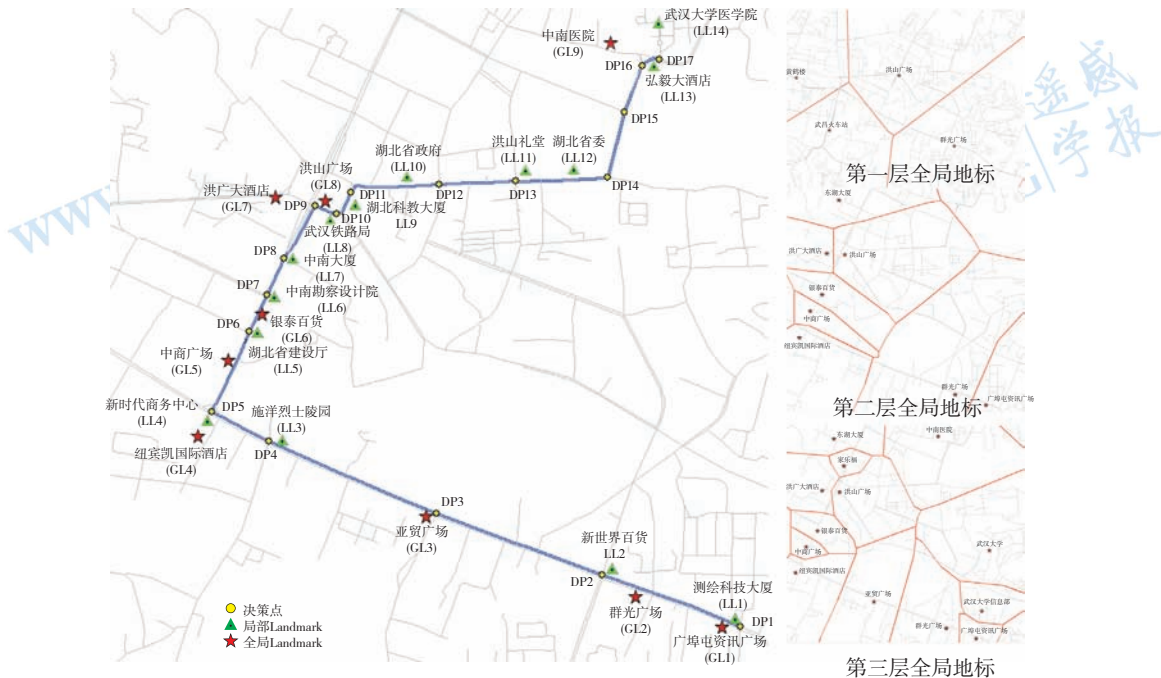 武汉大学医学院
(LL14)
中南医院
(GL9)
DP16
DP17
弘毅大酒店
(LL13)
DP15
湖北省政府
(LL10)
洪山礼堂
(LL11)
湖北省委
(LL12)
洪山广场
(GL8)
洪广大酒店
(GL7)
DP9
DP11
DP12
DP13
DP14
DP10
湖北科教大厦
LL9
武汉铁路局
(LL8)
DP8
中南大厦
(LL7)
DP7
中南勘察设计院
(LL6)
DP6
银泰百货
(GL6)
中商广场
(GL5)
湖北省建设厅
(LL5)
新时代商务中心
(LL4)
DP5
施洋烈士陵园
(LL3)
纽宾凯国际酒店
(GL4)
DP4
DP3
亚贸广场
(GL3)
新世界百货
LL2
DP2
测绘科技大厦
(LL1)
DP1
群光广场
(GL2)
广埠屯资讯广场
(GL1)
决策点
局部Landmark
全局Landmark
黄鹤楼
洪山广场
武昌火车站
群光广场
第一层全局地标
东湖大厦
洪广大酒店
洪山广场
银泰百货
中商广场
纽宾凯国际酒店
群光广场
广埠屯资讯广场
第二层全局地标
东湖大厦
中南医院
家乐福
洪广大酒店
洪山广场
银泰百货
中商广场
武汉大学
纽宾凯国际酒店
亚贸广场
武汉大学信息部
群光广场
广埠屯资讯广场
第三层全局地标
www.
遥感
学报